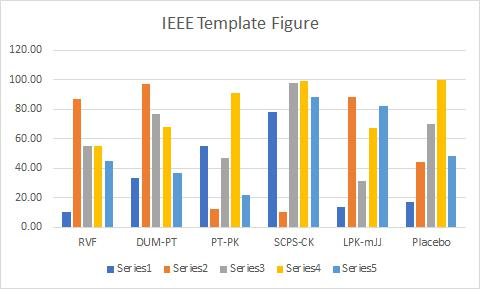 IEEE Template Figure
120.00
100.00
80.00
60.00
40.00
20.00
0.00
RVF DUM-PT PT-PK SCPS-CK LPK-mJJ Placebo
Series1 Series2 Series3 Series4 Series5